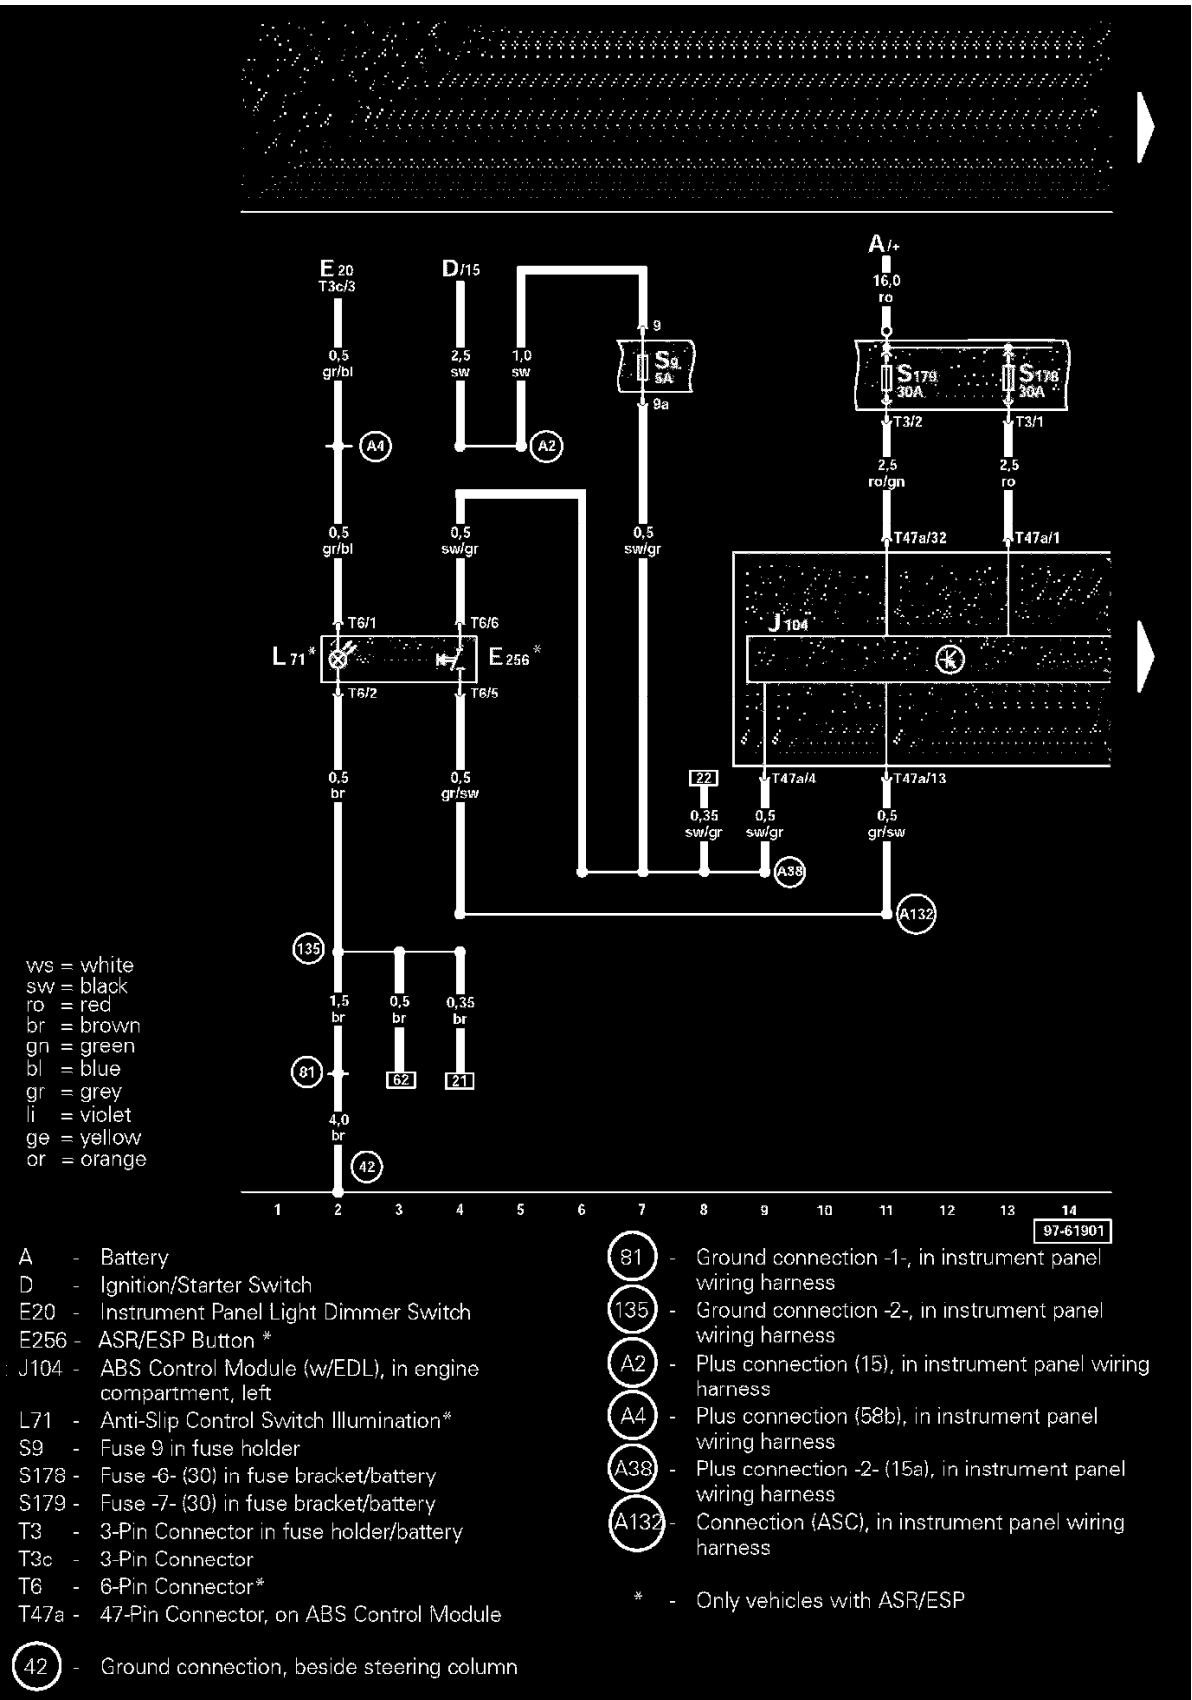 A/+
16,0
ro
E 20
T3c/3
D/15
9
0,5
gr/bl
2,5
sw
1,0
sw
S9
5A
S179
30A
S178
30A
9a
T3/2
T3/1
A4
A2
2,5
ro/gn
2,5
ro
0,5
gr/bl
0,5
sw/gr
0,5
sw/gr
T47a/32
T47a/1
T6/1
T6/6
J 104
L 71*
E 256*
K
T6/2
T6/5
0,5
br
0,5
gr/sw
22
T47a/4
T47a/13
0,35
sw/gr
0,5
sw/gr
0,5
gr/sw
A38
A132
135
ws = white
sw = black
ro = red
br = brown
gn = green
bl = blue
gr = grey
li = violet
ge = yellow
or = orange
1,5
br
0,5
br
0,35
br
81
62
21
4,0
br
42
1 2 3 4 5 6 7 8 9 10 11 12 13 14
97-61901
A - Battery
D - Ignition/Starter Switch
E20 - Instrument Panel Light Dimmer Switch
E256 - ASR/ESP Button *
J104 - ABS Control Module (w/EDL), in engine
compartment, left
L71 - Anti-Slip Control Switch Illumination*
S9 - Fuse 9 in fuse holder
S178 - Fuse -6- (30) in fuse bracket/battery
S179 - Fuse -7- (30) in fuse bracket/battery
T3 - 3-Pin Connector in fuse holder/battery
T3c - 3-Pin Connector
T6 - 6-Pin Connector*
T47a - 47-Pin Connector, on ABS Control Module
42 - Ground connection, beside steering column
81 - Ground connection -1-, in instrument panel
wiring harness
135 - Ground connection -2-, in instrument panel
wiring harness
A2 - Plus connection (15), in instrument panel wiring
harness
A4 - Plus connection (58b), in instrument panel
wiring harness
A38 - Plus connection -2- (15a), in instrument panel
wiring harness
A132 - Connection (ASC), in instrument panel wiring
harness
* - Only vehicles with ASR/ESP